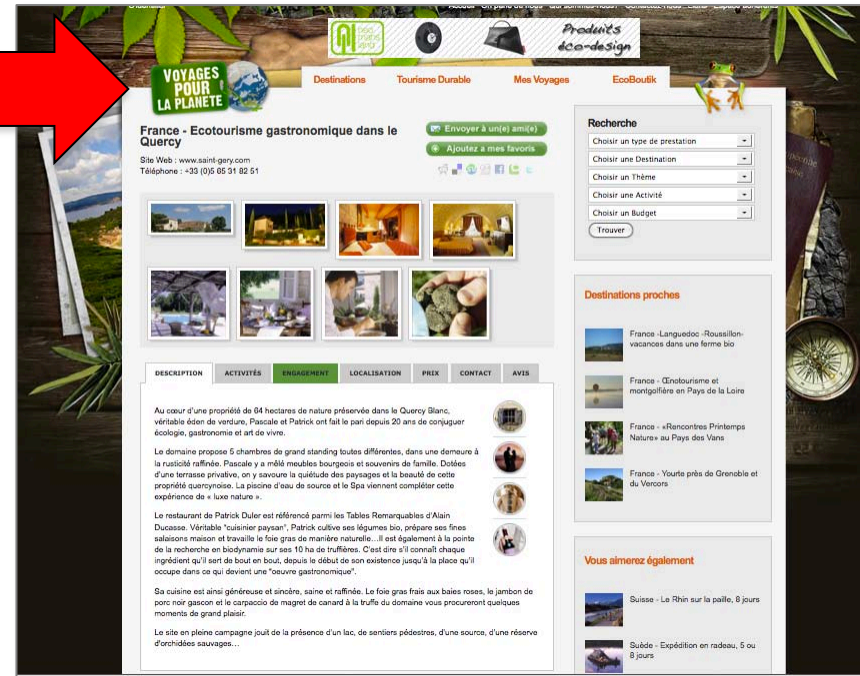 Accueil - On parle de nous - Qui sommes-nous? - Contactez-nous
Produits
éco-design
VOYAGES
POUR
LA PLANETE
Destinations
Tourisme Durable
Mes Voyages
EcoBoutik
France - Ecotourisme gastronomique dans le
Quercy
Site Web : www.saint-gery.com
Téléphone : +33 (0)5 65 31 82 51
Envoyer à un(e) ami(e)
Ajoutez a mes favoris
Recherche
Choisir un type de prestation
Choisir une Destination
Choisir un Thème
Choisir une Activité
Choisir un Budget
Trouver
DESCRIPTION
ACTIVITÉS
ENGAGEMENT
LOCALISATION
PRIX
CONTACT
AVIS
Au cœur d'une propriété de 64 hectares de nature préservée dans le Quercy Blanc,
véritable éden de verdure, Pascale et Patrick ont fait le pari depuis 20 ans de conjuguer
écologie, gastronomie et art de vivre.
Le domaine propose 5 chambres de grand standing toutes différentes, dans une demeure à
la rusticité raffinée. Pascale y a mêlé meubles bourgeois et souvenirs de famille. Dotées
d'une terrasse privative, on y savoure la quiétude des paysages et la beauté de cette
propriété quercynoise. La piscine d'eau de source et le Spa viennent compléter cette
expérience de « luxe nature ».
Le restaurant de Patrick Duler est référencé parmi les Tables Remarquables d'Alain
Ducasse. Véritable "cuisinier paysan", Patrick cultive ses légumes bio, prépare ses fines
salaisons maison et travaille le foie gras de manière naturelle…Il est également à la pointe
de la recherche en biodynamie sur ses 10 ha de truffières. C'est dire s'il connaît chaque
ingrédient qu'il sert de bout en bout, depuis le début de son existence jusqu'à la place qu'il
occupe dans ce qui devient une "oeuvre gastronomique".
Sa cuisine est ainsi généreuse et sincère, saine et raffinée. Le foie gras frais aux baies roses, le jambon de
porc noir gascon et le carpaccio de magret de canard à la truffe du domaine vous procureront quelques
moments de grand plaisir.
Le site en pleine campagne jouit de la présence d'un lac, de sentiers pédestres, d'une source, d'une réserve
d'orchidées sauvages…
Destinations proches
France -Languedoc -Roussillon-
vacances dans une ferme bio
France - Œnotourisme et
montgolfière en Pays de la Loire
France - «Rencontres Printemps
Nature» au Pays des Vans
France - Yourte près de Grenoble et
du Vercors
Vous aimerez également
Suisse - Le Rhin sur la paille, 8 jours
Suède - Expédition en radeau, 5 ou
8 jours